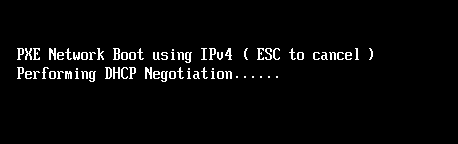 PXE Network Boot using IPv4 ( ESC to cancel )
Performing DHCP Negotiation......